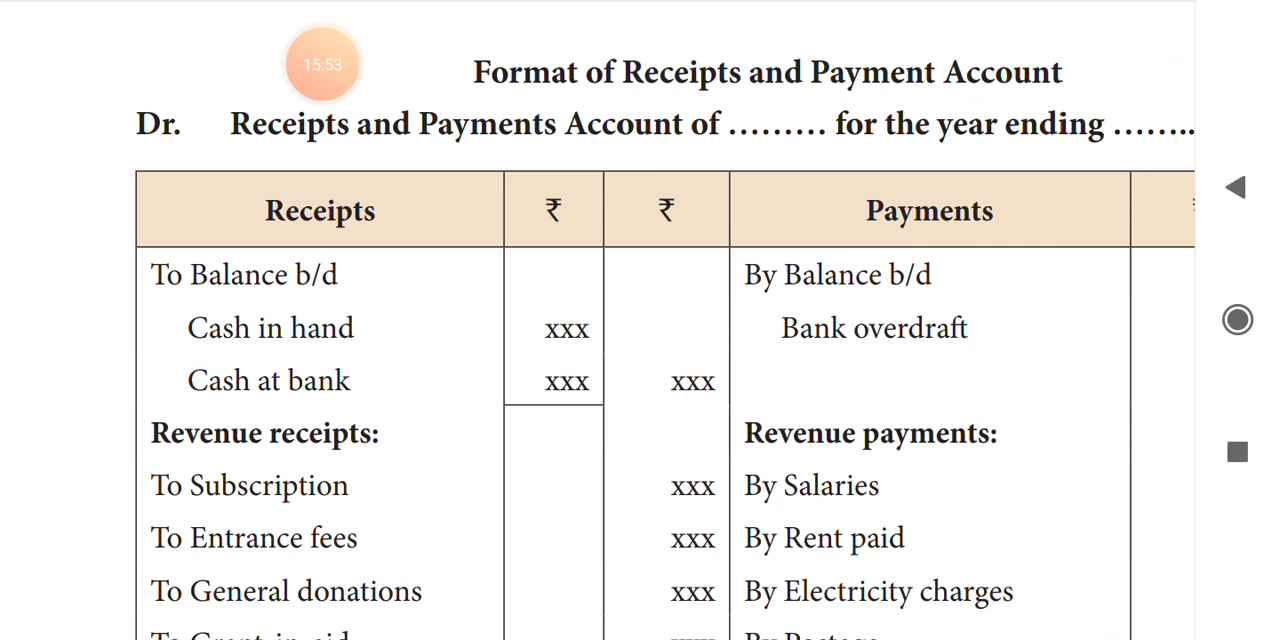 15:53
Format of Receipts and Payment Account
Dr. Receipts and Payments Account of ......... for the year ending ........
Receipts ₹ ₹ Payments
To Balance b/d By Balance b/d
Cash in hand xxx Bank overdraft
Cash at bank xxx xxx
Revenue receipts: Revenue payments:
To Subscription xxx By Salaries
To Entrance fees xxx By Rent paid
To General donations xxx By Electricity charges